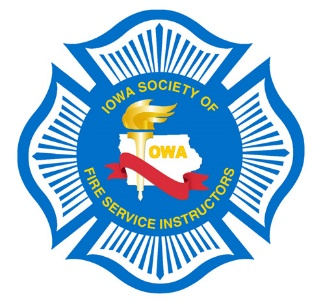 IOWA SOCIETY OF
IOWA
FIRE SERVICE INSTRUCTORS